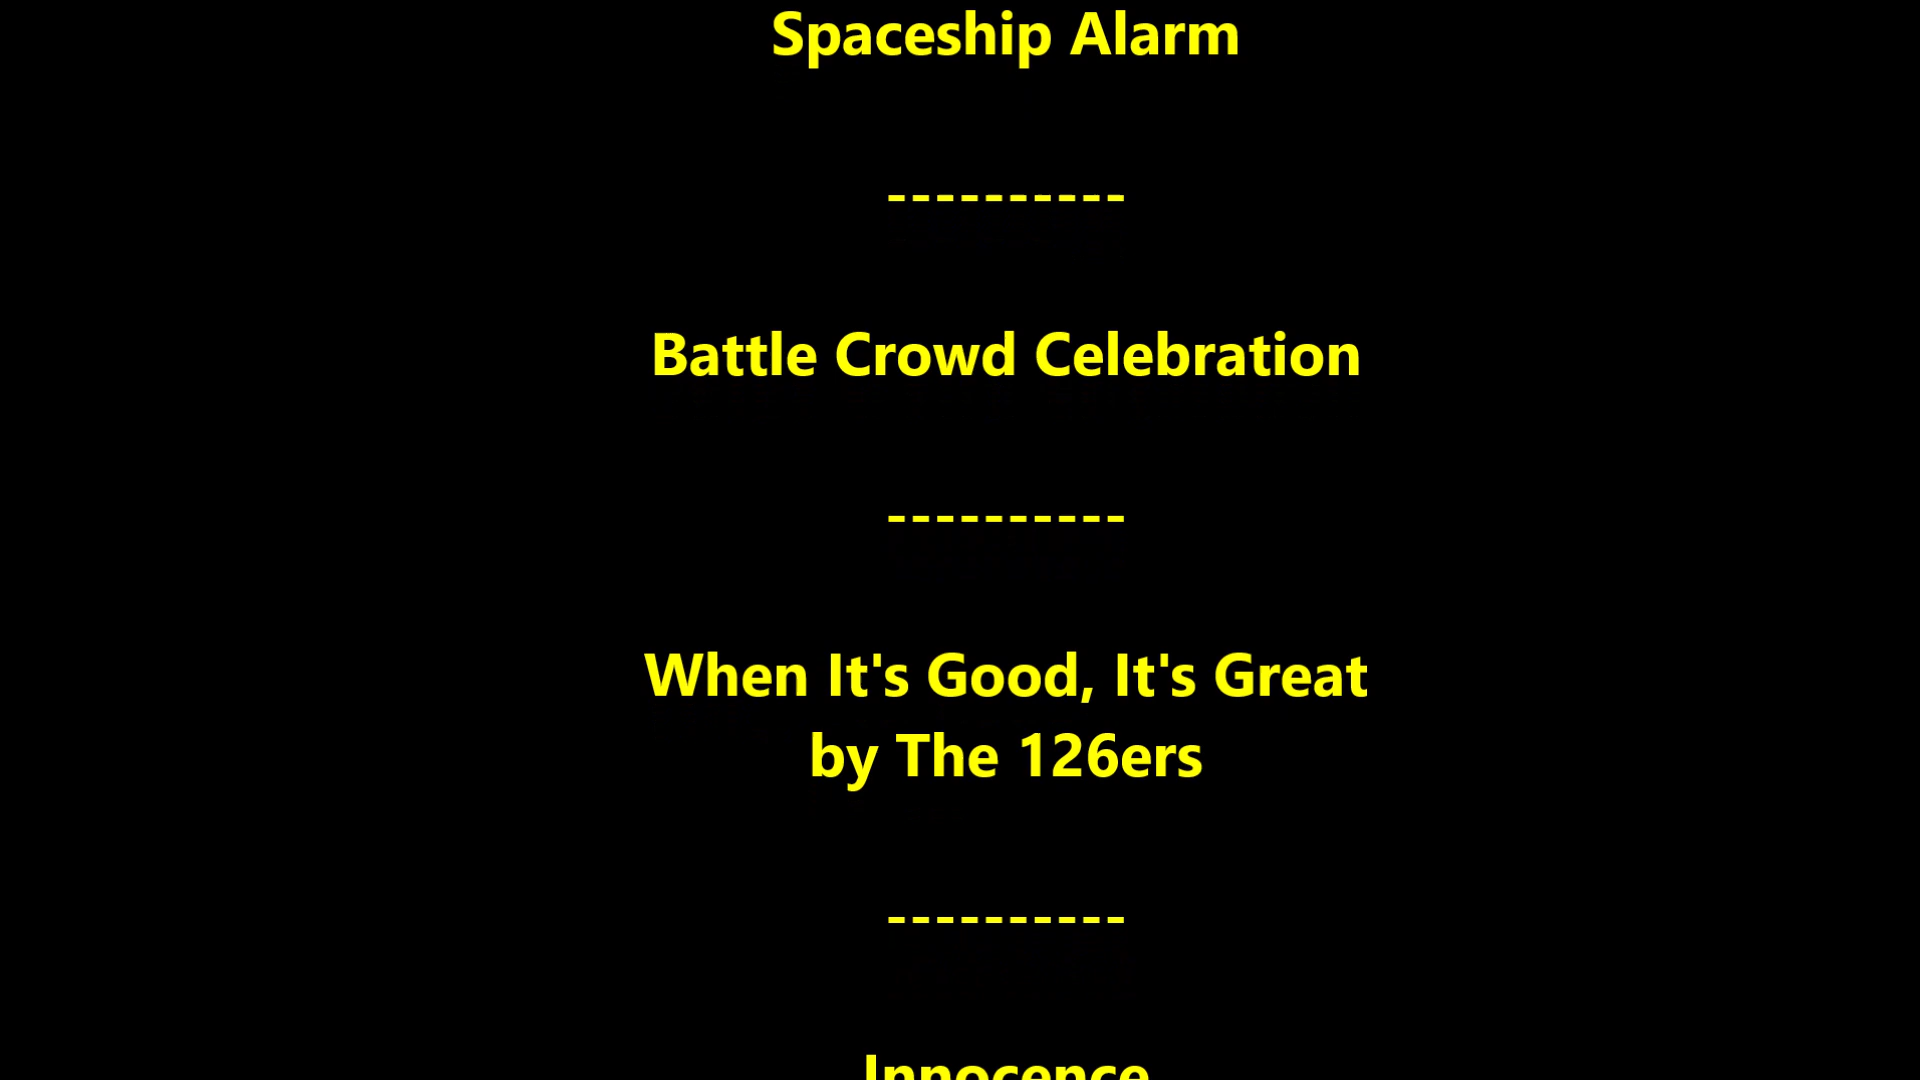 Spaceship Alarm
----------
Battle Crowd Celebration
----------
When It's Good, It's Great
by The 126ers
----------
Innocence